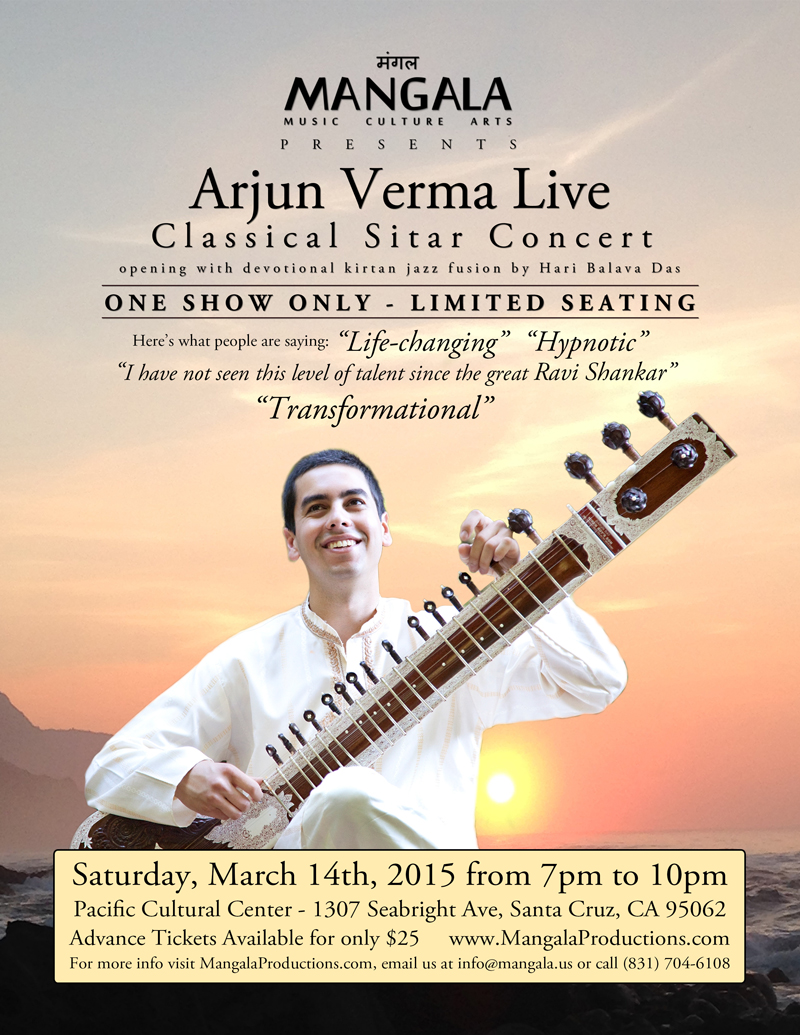 मंगल
MANGALA
MUSIC CULTURE ARTS
PRESENTS
Arjun Verma Live
Classical Sitar Concert
opening with devotional kirtan jazz fusion by Hari Balava Das
ONE SHOW ONLY - LIMITED SEATING
Here's what people are saying: “Life-changing” “Hypnotic”
“I have not seen this level of talent since the great Ravi Shankar”
“Transformational”
Saturday, March 14th, 2015 from 7pm to 10pm
Pacific Cultural Center - 1307 Seabright Ave, Santa Cruz, CA 95062
Advance Tickets Available for only $25 www.MangalaProductions.com
For more info visit MangalaProductions.com, email us at info@mangala.us or call (831) 704-6108